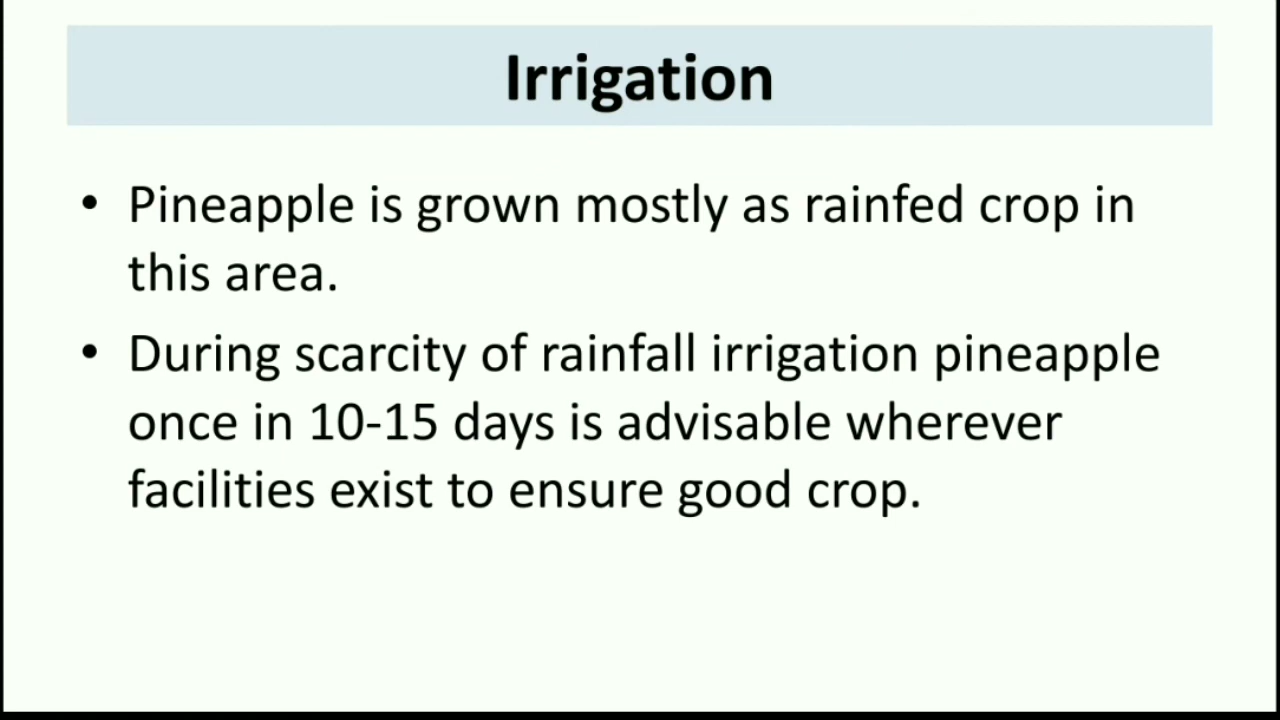 Irrigation
• Pineapple is grown mostly as rainfed crop in
this area.
• During scarcity of rainfall irrigation pineapple
once in 10-15 days is advisable wherever
facilities exist to ensure good crop.